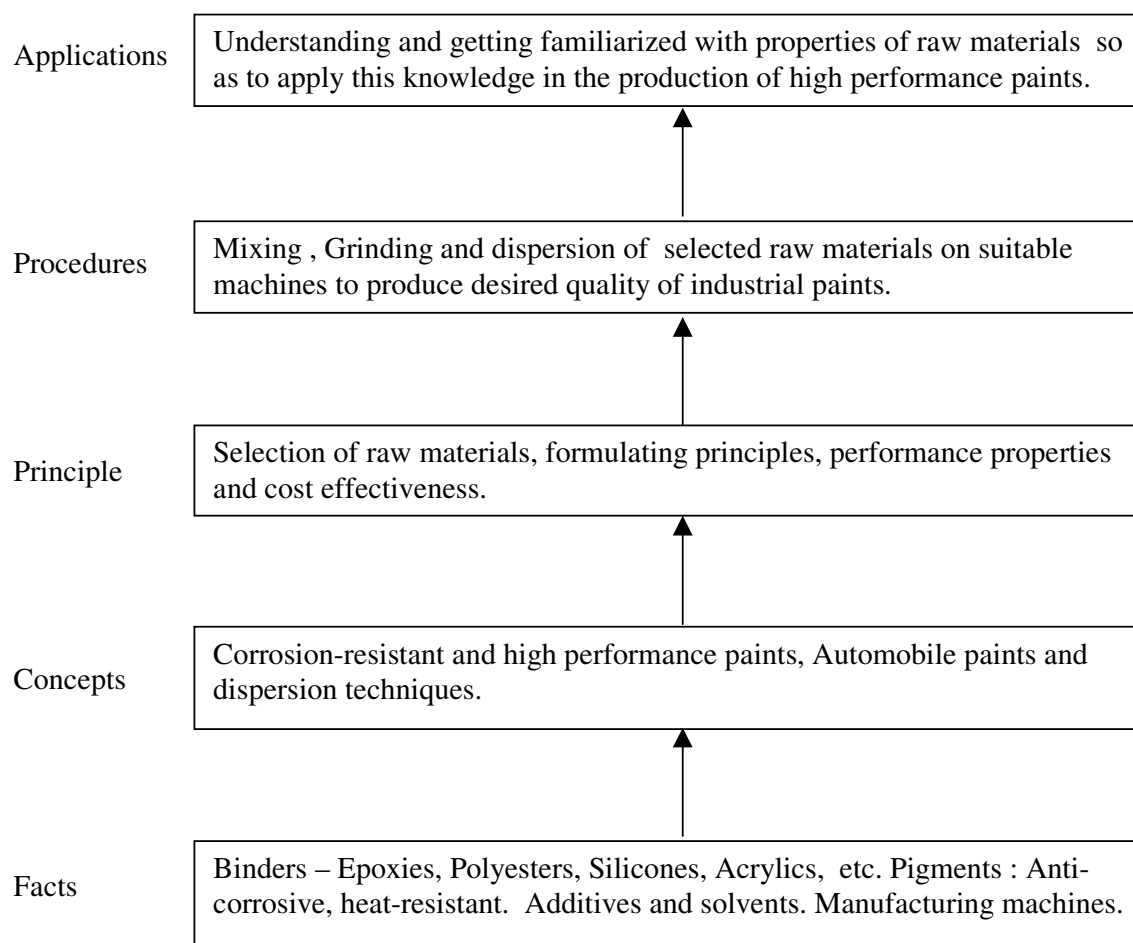 Applications
Understanding and getting familiarized with properties of raw materials so
as to apply this knowledge in the production of high performance paints.
Procedures
Mixing , Grinding and dispersion of selected raw materials on suitable
machines to produce desired quality of industrial paints.
Principle
Selection of raw materials, formulating principles, performance properties
and cost effectiveness.
Concepts
Corrosion-resistant and high performance paints, Automobile paints and
dispersion techniques.
Facts
Binders – Epoxies, Polyesters, Silicones, Acrylics, etc. Pigments : Anti-
corrosive, heat-resistant. Additives and solvents. Manufacturing machines.